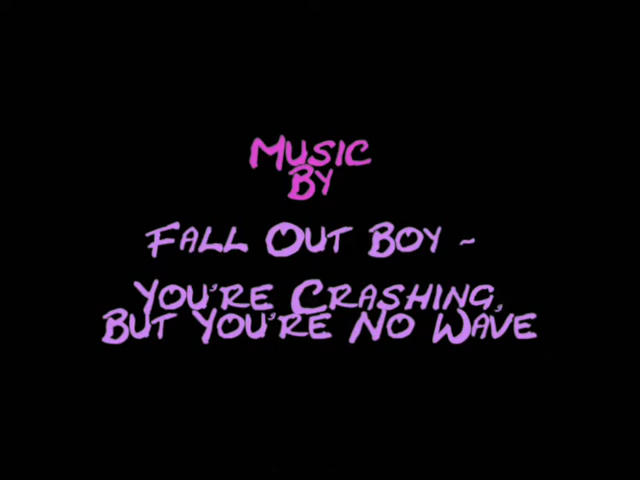 Music
By
Fall Out Boy -
You're Crashing,
But You're No Wave